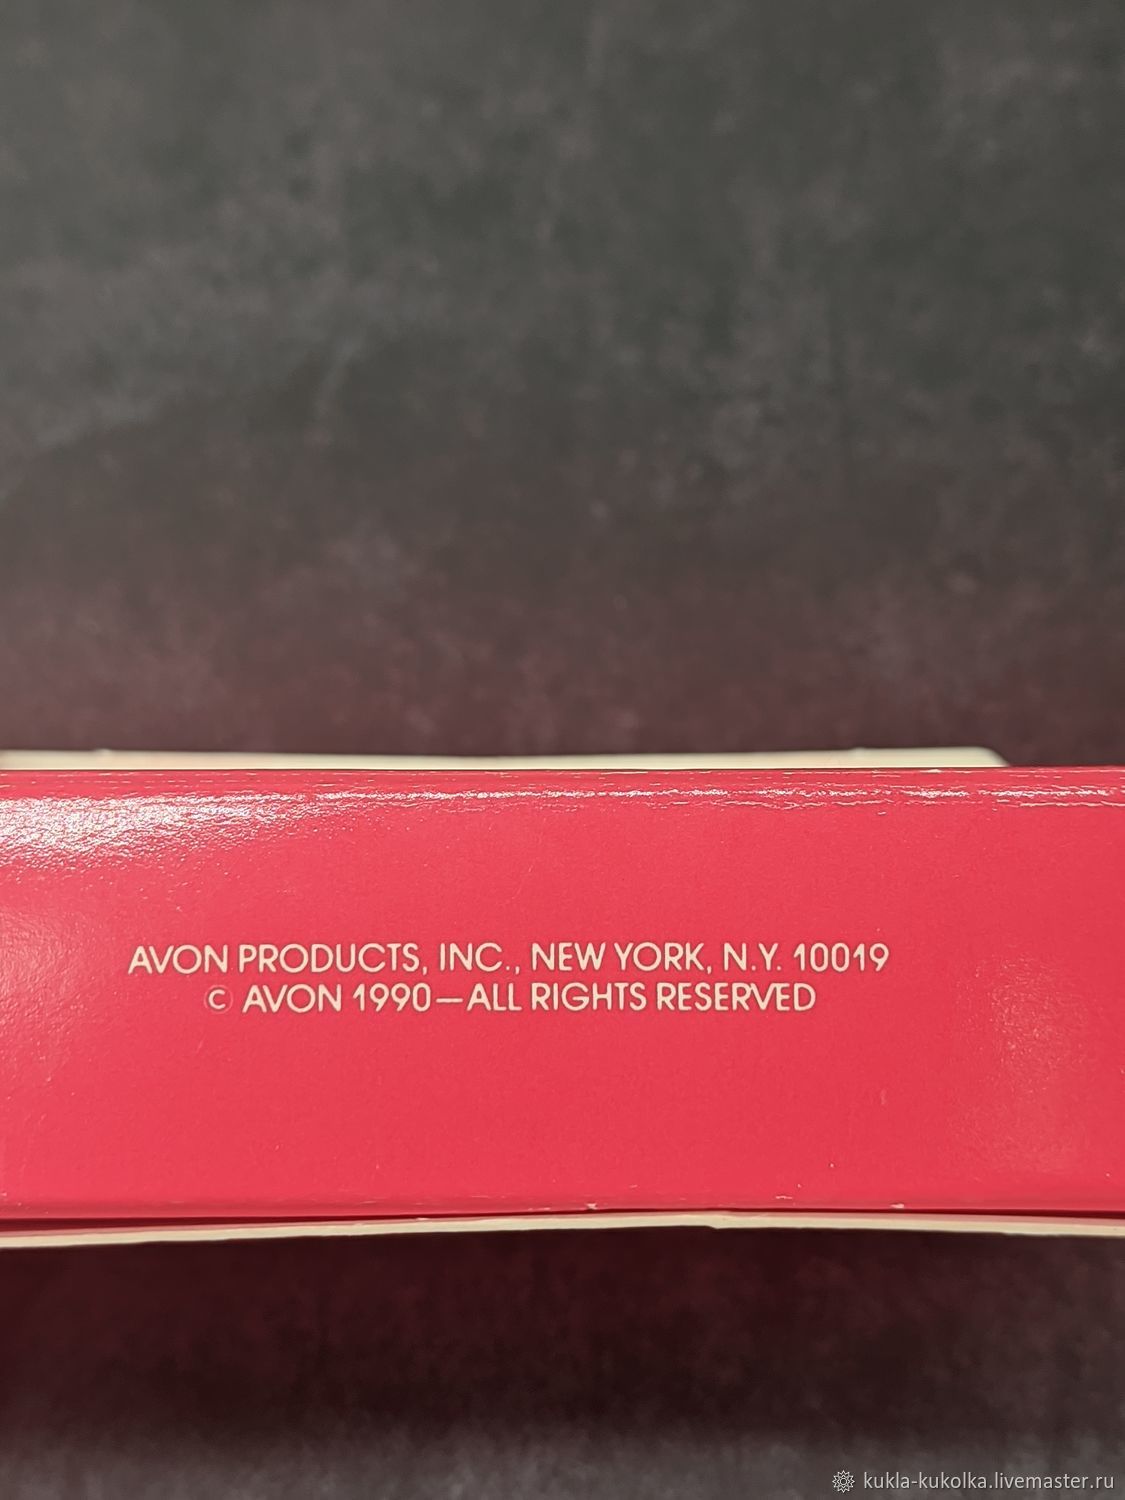 AVON PRODUCTS, INC., NEW YORK, N.Y. 10019
© AVON 1990—ALL RIGHTS RESERVED
kukla-kukolka.livemaster.ru